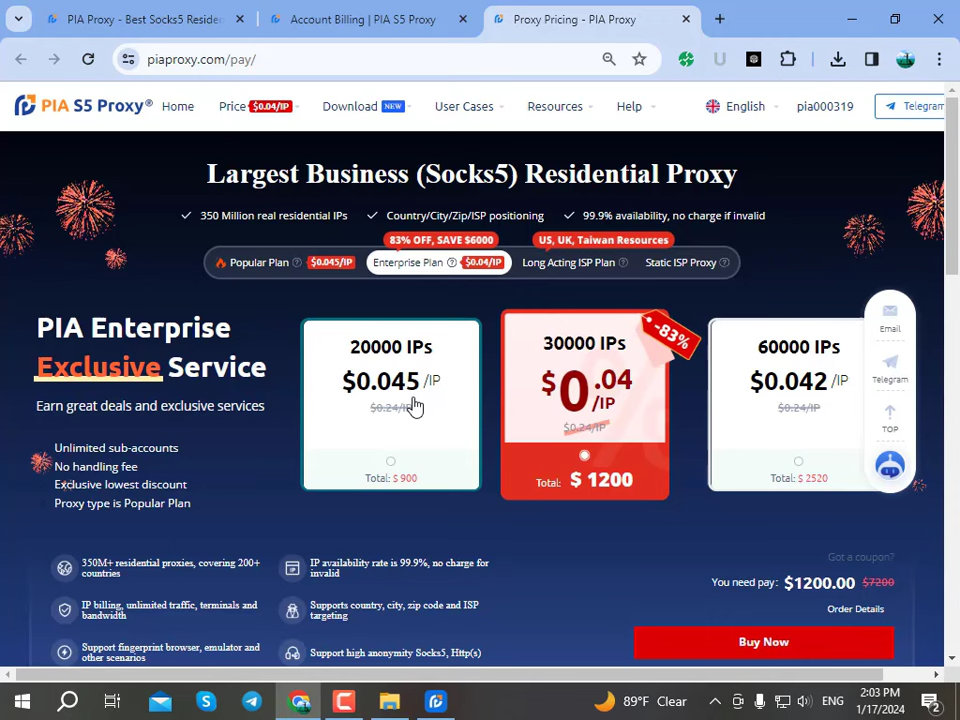 PIA Proxy - Best Socks5 Resider
Account Billing | PIA S5 Proxy
Proxy Pricing - PIA Proxy
piaproxy.com/pay/
PIA S5 Proxy®
Home
Price $0.04/IP
Download NEW
User Cases
Resources
Help
English
pia000319
Telegram
Largest Business (Socks5) Residential Proxy
350 Million real residential IPs
Country/City/Zip/ISP positioning
99.9% availability, no charge if invalid
83% OFF, SAVE $6000
US, UK, Taiwan Resources
Popular Plan ? $0.045/IP
Enterprise Plan ? $0.04/IP
Long Acting ISP Plan ?
Static ISP Proxy ?
PIA Enterprise
Exclusive Service
Earn great deals and exclusive services
Unlimited sub-accounts
No handling fee
Exclusive lowest discount
Proxy type is Popular Plan
20000 IPs
$0.045 /IP
$0.24/IP
Total: $ 900
-83%
30000 IPs
$0.04 /IP
$0.24/IP
Total: $ 1200
60000 IPs
$0.042 /IP
$0.24/IP
Total: $ 2520
Email
Telegram
TOP
350M+ residential proxies, covering 200+
countries
IP availability rate is 99.9%, no charge for
invalid
IP billing, unlimited traffic, terminals and
bandwidth
Supports country, city, zip code and ISP
targeting
Support fingerprint browser, emulator and
other scenarios
Support high anonymity Socks5, Http(s)
Got a coupon?
You need pay: $1200.00 $7200
Order Details
Buy Now
89°F Clear
ENG
2:03 PM
1/17/2024
2